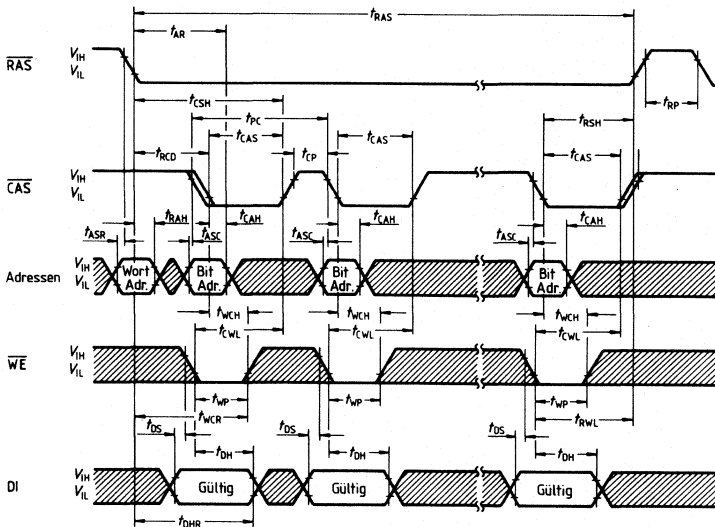 tRAS
tAR
RAS VIH
VIL
tRP
tCSH
tPC
tRSH
tCAS tCAS
tRCD tCP tCAS
CAS VIH
VIL
tRAH tCAH tCAH tCAH
tASR tASC tASC tASC
Adressen VIH Wort Bit Bit Bit
VIL Adr. Adr. Adr. Adr.
tWCH tWCH tWCH
tCWL tCWL tCWL
WE VIH
VIL
tWP tWP tWP
tWCR tRWL
tDS tDS tDS
tDH tDH tDH
DI VIH Gültig Gültig Gültig
VIL
tDHR